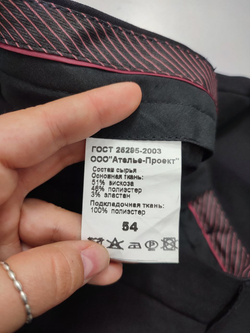 ГОСТ 25295-2003
ООО"Ателье-Проект"
Состав сырья
Основная ткань:
51% вискоза
46% полиэстер
3% эластан
Подкладочная ткань:
100% полиэстер
54